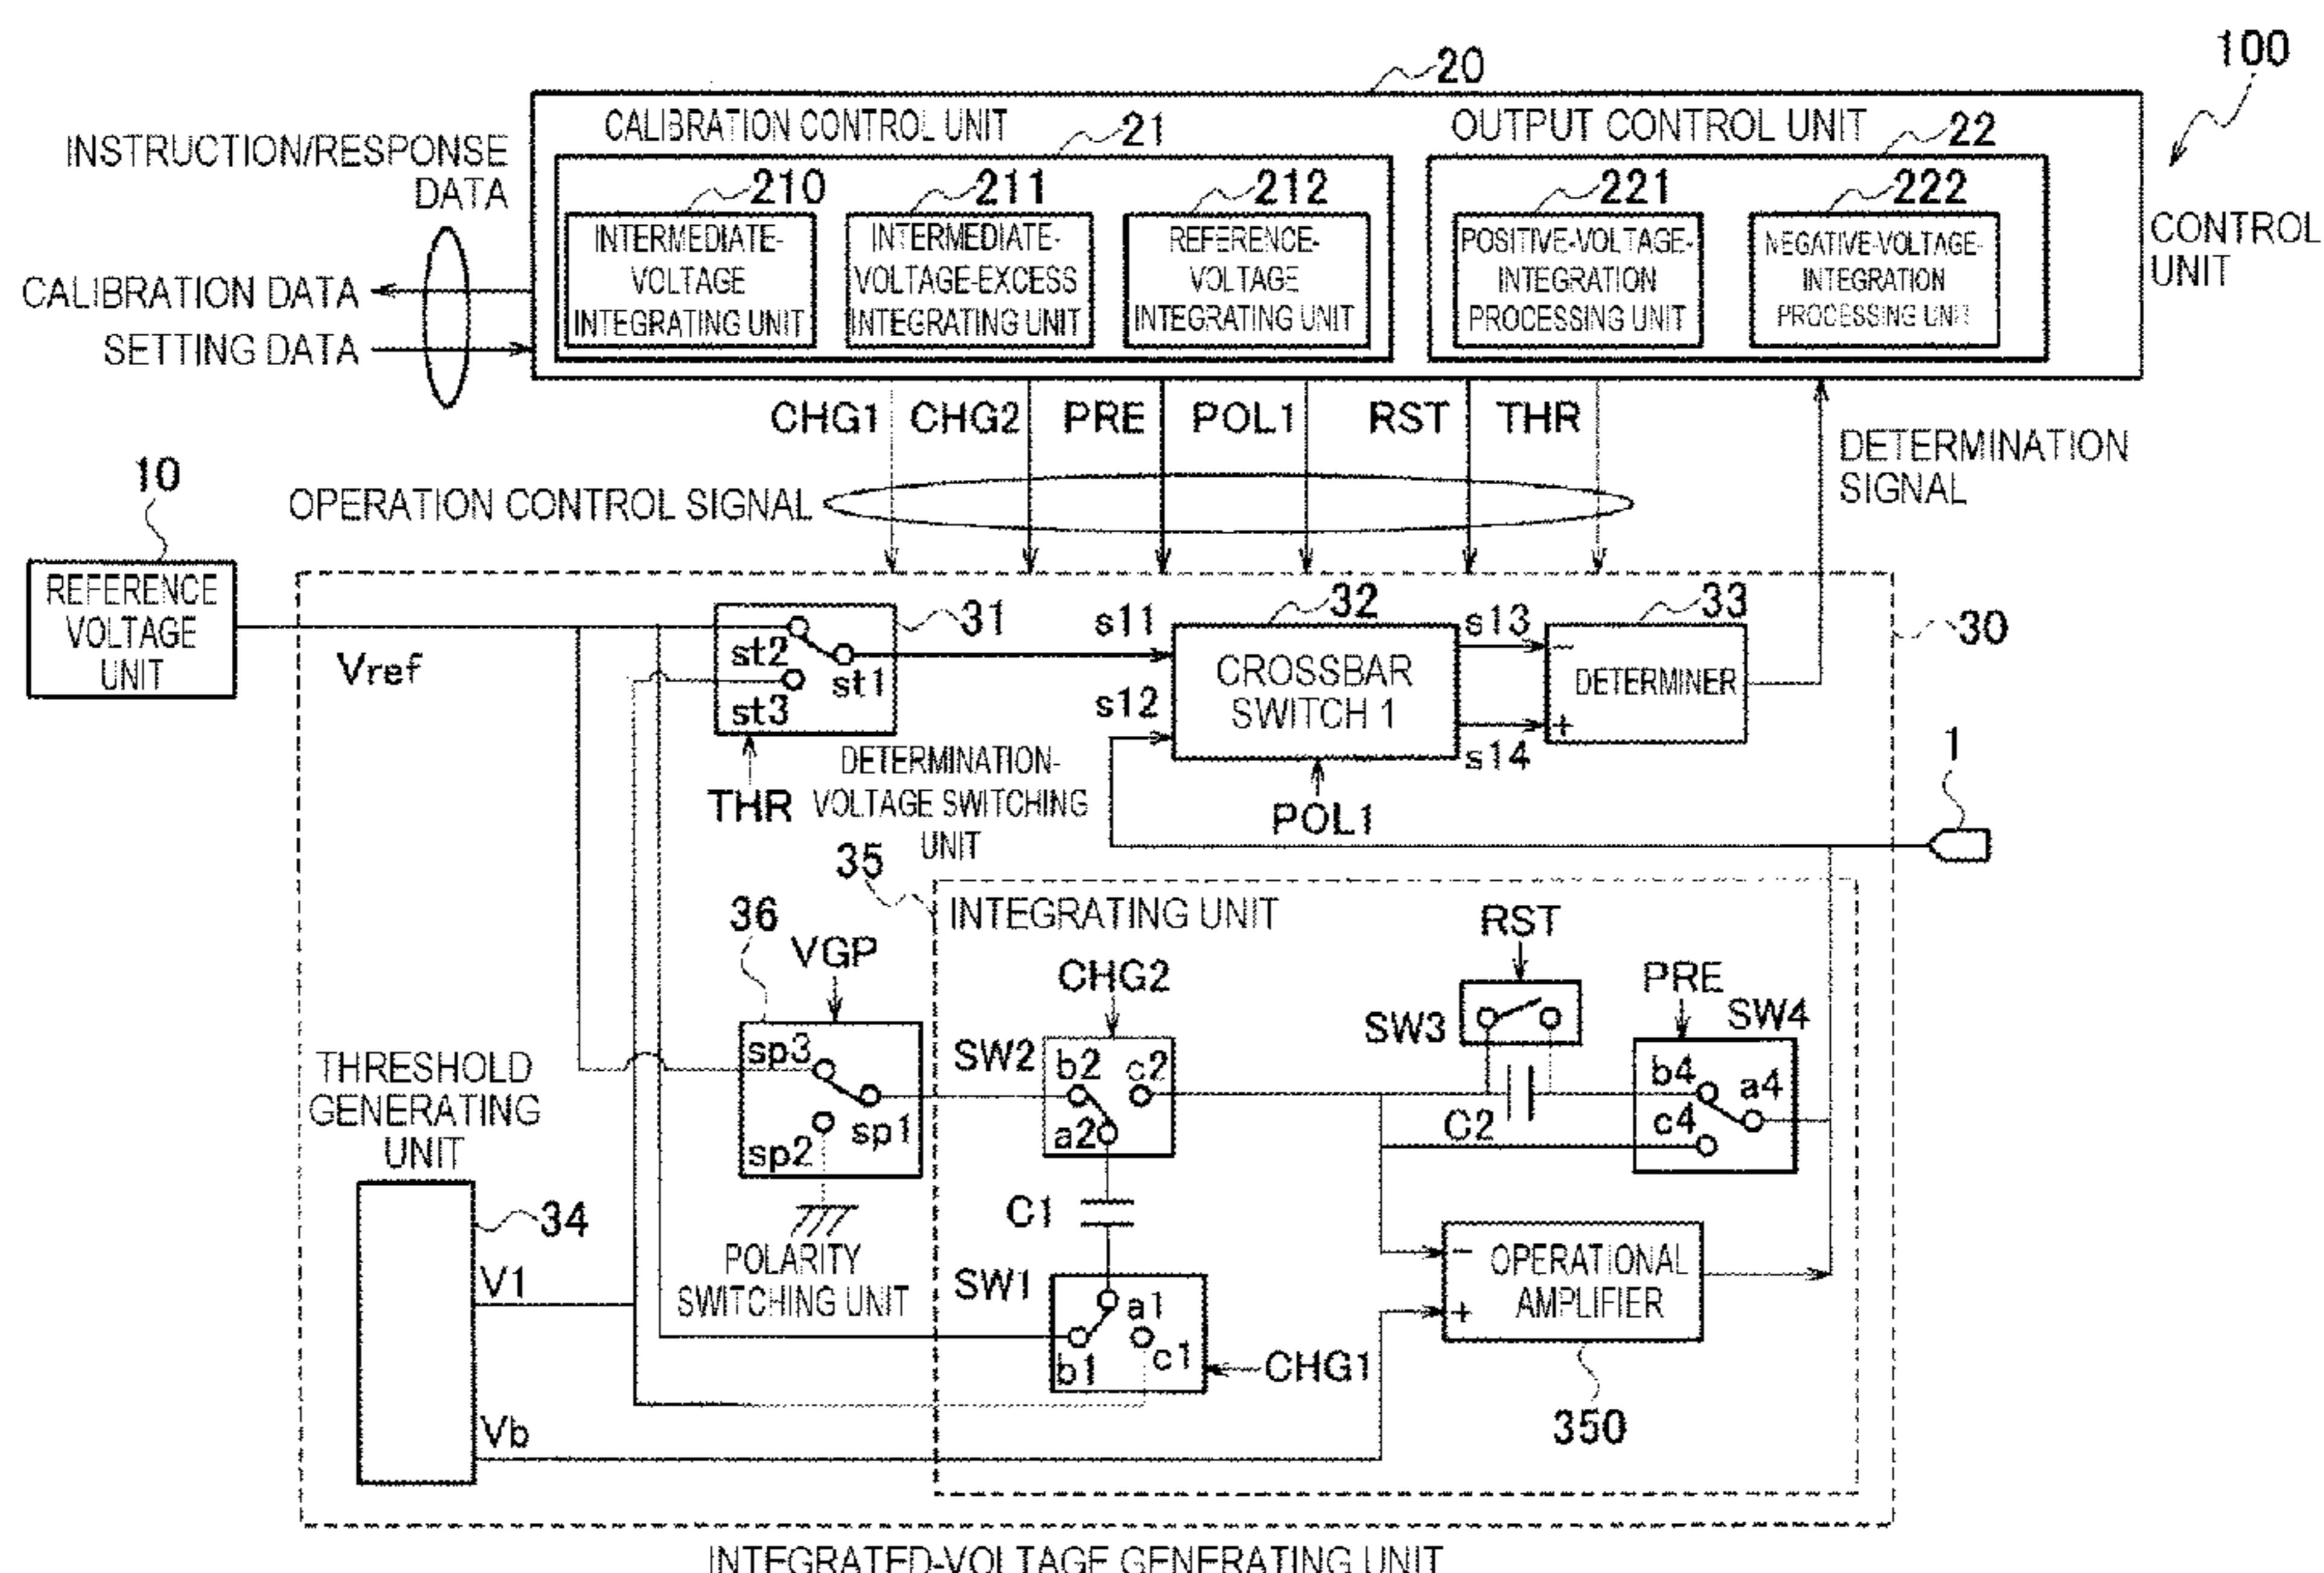 100
20
CALIBRATION CONTROL UNIT
21
OUTPUT CONTROL UNIT
22
INSTRUCTION/RESPONSE
DATA
210
211
212
221
222
INTERMEDIATE-
VOLTAGE
INTEGRATING UNIT
INTERMEDIATE-
VOLTAGE-EXCESS
INTEGRATING UNIT
REFERENCE-
VOLTAGE
INTEGRATING UNIT
POSITIVE-VOLTAGE-
INTEGRATION
PROCESSING UNIT
NEGATIVE-VOLTAGE-
INTEGRATION
PROCESSING UNIT
CONTROL
UNIT
CALIBRATION DATA
SETTING DATA
CHG1
CHG2
PRE
POL1
RST
THR
DETERMINATION
SIGNAL
OPERATION CONTROL SIGNAL
10
REFERENCE
VOLTAGE
UNIT
Vref
st2
st1
st3
31
THR
DETERMINATION-
VOLTAGE SWITCHING
UNIT
s11
s12
32
CROSSBAR
SWITCH 1
POL1
s13
s14
33
−
DETERMINER
+
30
1
35
INTEGRATING UNIT
36
VGP
sp3
sp1
sp2
POLARITY
SWITCHING UNIT
CHG2
SW2
b2
c2
a2
C1
SW1
a1
b1
c1
CHG1
RST
SW3
C2
PRE
SW4
b4
a4
c4
−
OPERATIONAL
AMPLIFIER
+
350
THRESHOLD
GENERATING
UNIT
34
V1
Vb
INTEGRATED-VOLTAGE GENERATING UNIT